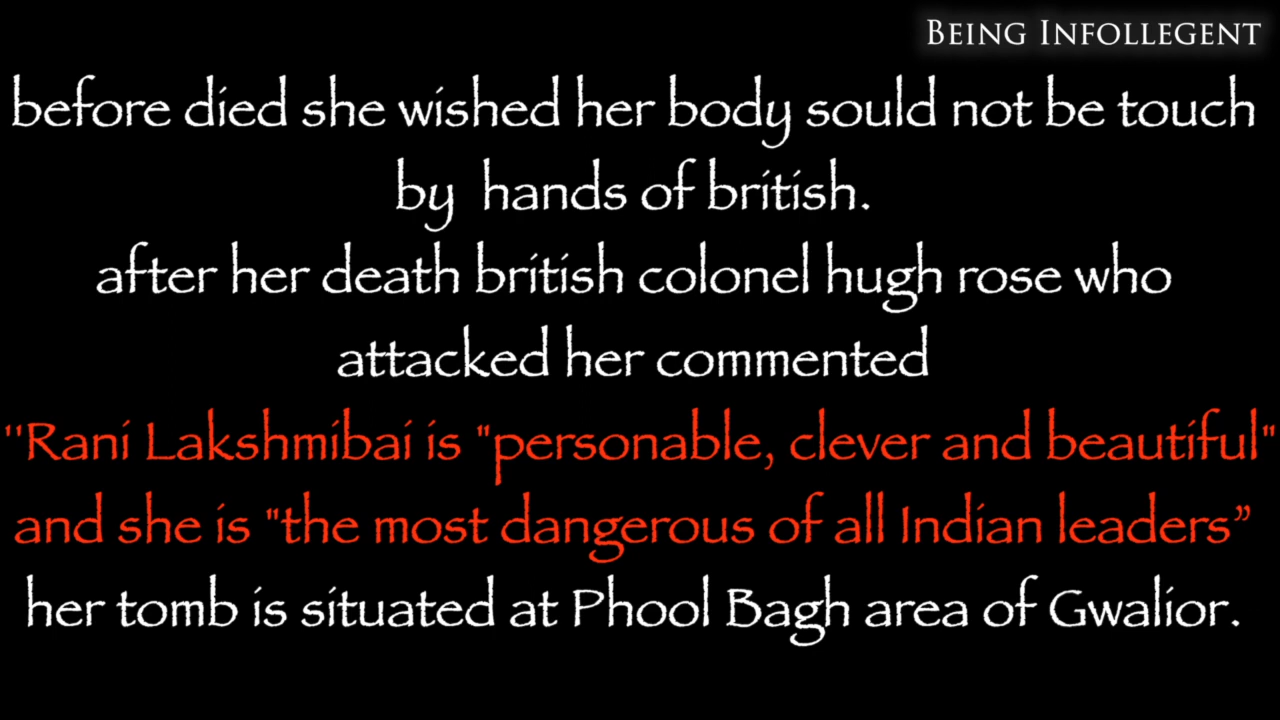 BEING INFOLLEGENT
before died she wished her body sould not be touch
by hands of british.
after her death british colonel hugh rose who
attacked her commented
''Rani Lakshmibai is "personable, clever and beautiful"
and she is "the most dangerous of all Indian leaders”
her tomb is situated at Phool Bagh area of Gwalior.